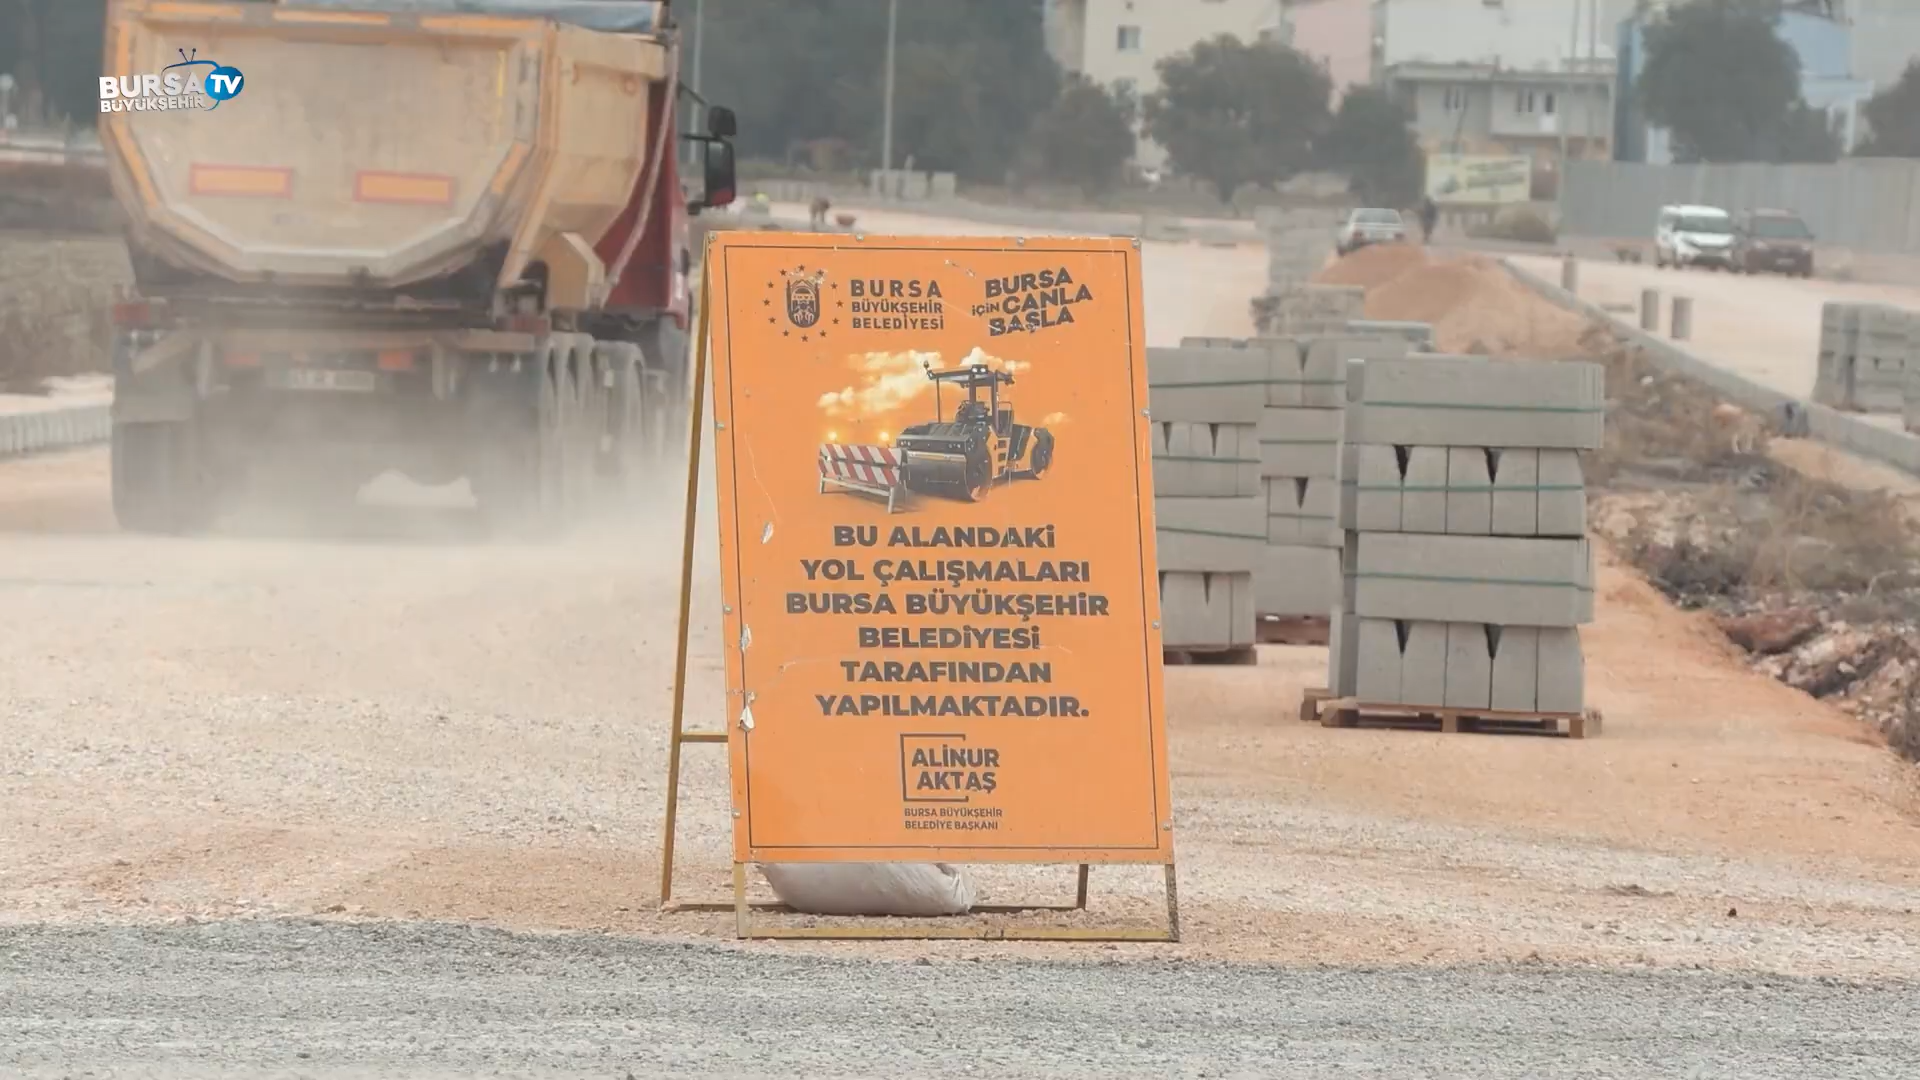 BURSA TV
BÜYÜKŞEHİR
BURSA
BÜYÜKŞEHİR
BELEDİYESİ
BURSA
İÇİN CANLA
BAŞLA
BU ALANDAKİ
YOL ÇALIŞMALARI
BURSA BÜYÜKŞEHİR
BELEDİYESİ
TARAFINDAN
YAPILMAKTADIR.
ALİNUR
AKTAŞ
BURSA BÜYÜKŞEHİR
BELEDİYE BAŞKANI